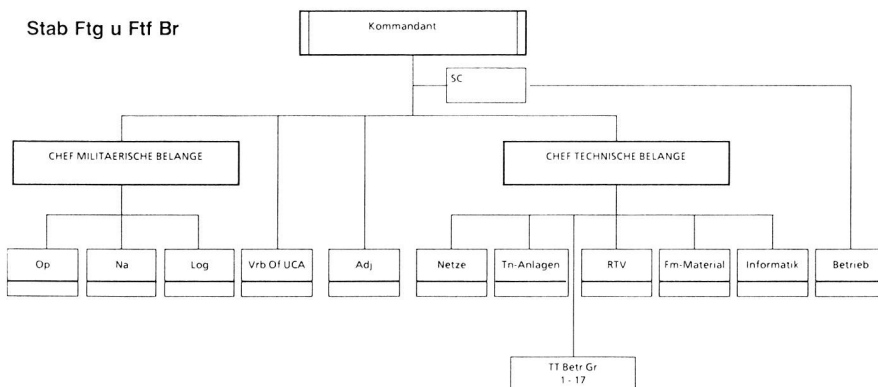 Stab Ftg u Ftf Br
Kommandant
SC
CHEF MILITAERISCHE BELANGE
CHEF TECHNISCHE BELANGE
Op
Na
Log
Vrb Of UCA
Adj
Netze
Tn-Anlagen
RTV
Fm-Material
Informatik
Betrieb
TT Betr Gr
1 - 17